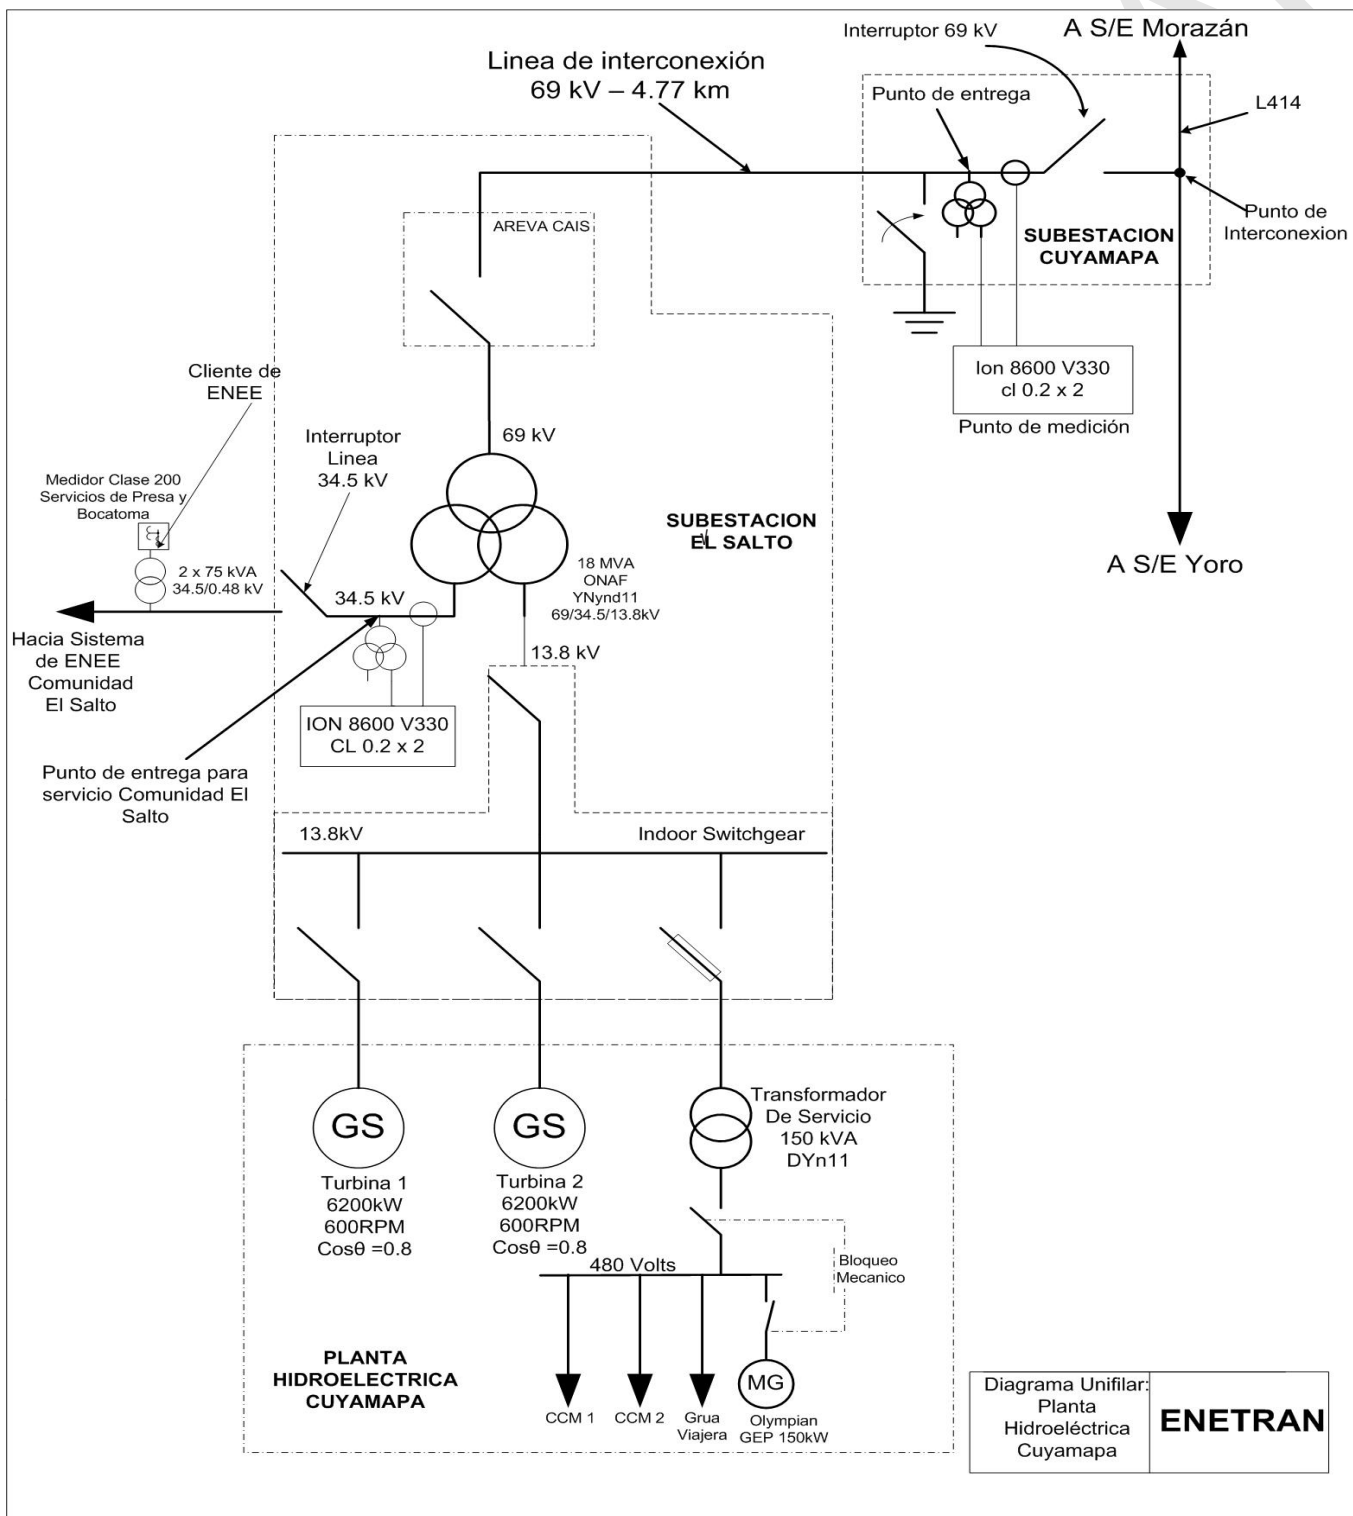 Interruptor 69 kV
A S/E Morazán
Linea de interconexión
69 kV – 4.77 km
Punto de entrega
L414
Punto de
Interconexion
SUBESTACION
CUYAMAPA
AREVA CAIS
Ion 8600 V330
cl 0.2 x 2
Punto de medición
Cliente de
ENEE
69 kV
Interruptor
Linea
34.5 kV
Medidor Clase 200
Servicios de Presa y
Bocatoma
SUBESTACION
EL SALTO
A S/E Yoro
2 x 75 kVA
34.5/0.48 kV
18 MVA
ONAF
YNynd11
69/34.5/13.8kV
34.5 kV
Hacia Sistema
de ENEE
Comunidad
El Salto
13.8 kV
ION 8600 V330
CL 0.2 x 2
Punto de entrega para
servicio Comunidad El
Salto
13.8kV
Indoor Switchgear
GS
GS
Transformador
De Servicio
150 kVA
DYn11
Turbina 1
6200kW
600RPM
Cosθ =0.8
Turbina 2
6200kW
600RPM
Cosθ =0.8
480 Volts
Bloqueo
Mecanico
PLANTA
HIDROELECTRICA
CUYAMAPA
MG
CCM 1
CCM 2
Grua
Viajera
Olympian
GEP 150kW
Diagrama Unifilar:
Planta
Hidroeléctrica
Cuyamapa
ENETRAN